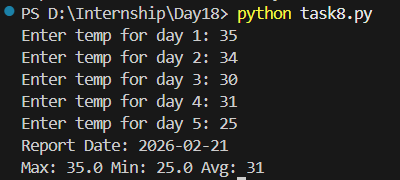 PS D:\Internship\Day18> python task8.py
Enter temp for day 1: 35
Enter temp for day 2: 34
Enter temp for day 3: 30
Enter temp for day 4: 31
Enter temp for day 5: 25
Report Date: 2026-02-21
Max: 35.0 Min: 25.0 Avg: 31